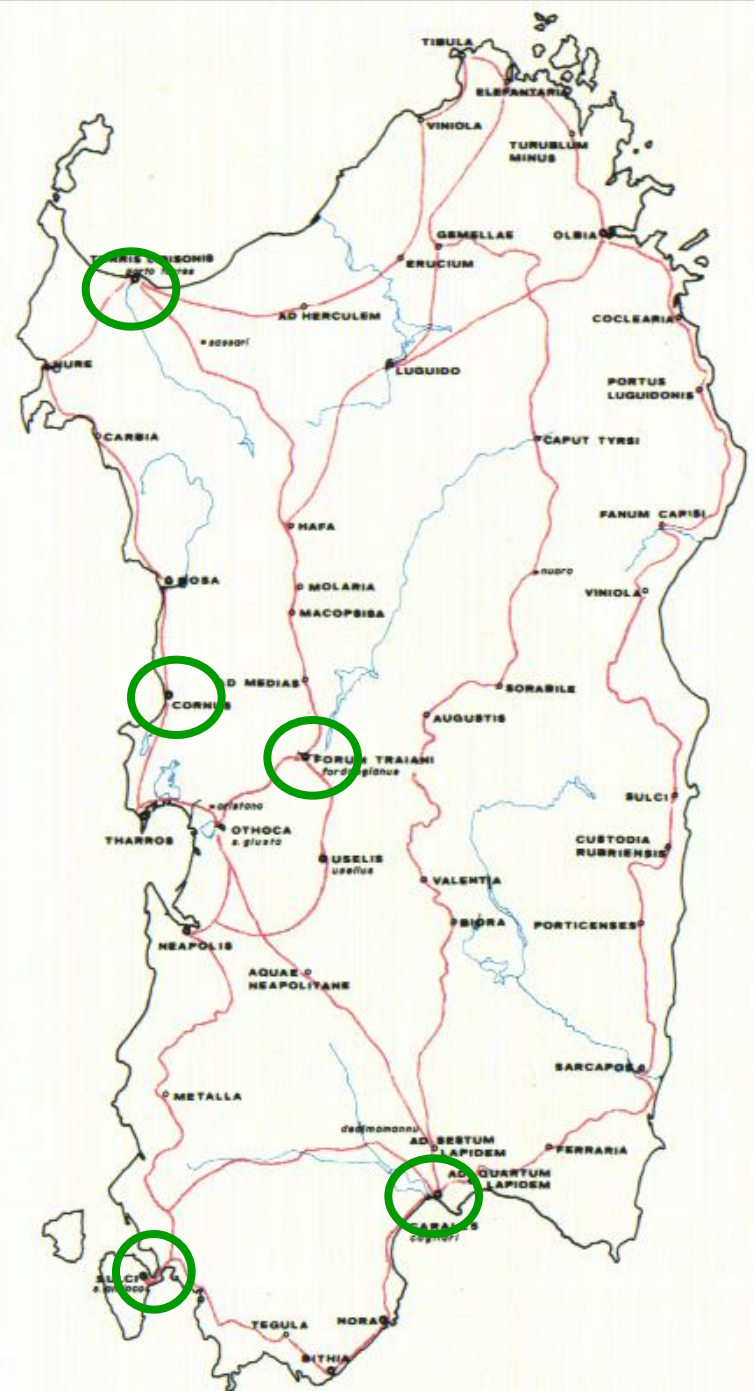 TIBULA
ELEFANTARIA
VINIOLA
TURUBLUM
MINUS
GEMELLAE
OLBIA
TURRIS LIBISONIS
porto torres
ERUCIUM
AD HERCULEM
COCLEARIA
sassari
NURE
LUGUIDO
PORTUS
LUGUIDONIS
CARBIA
CAPUT TYRSI
FANUM CARISI
HAFA
nuoro
BOSA
MOLARIA
VINIOLA
MACOPSISA
AD MEDIAS
SORABILE
CORNUS
AUGUSTIS
FORUM TRAIANI
fordongianus
SULCI
oristano
THARROS
OTHOCA
s. giusta
CUSTODIA
RUBRIENSIS
USELIS
usellus
VALENTIA
BIORA
PORTICENSES
NEAPOLIS
AQUAE
NEAPOLITANE
SARCAPOS
METALLA
decimomannu
AD SESTUM
LAPIDEM
FERRARIA
AD QUARTUM
LAPIDEM
CARALES
cagliari
SULCI
TEGULA
NORA
BITHIA